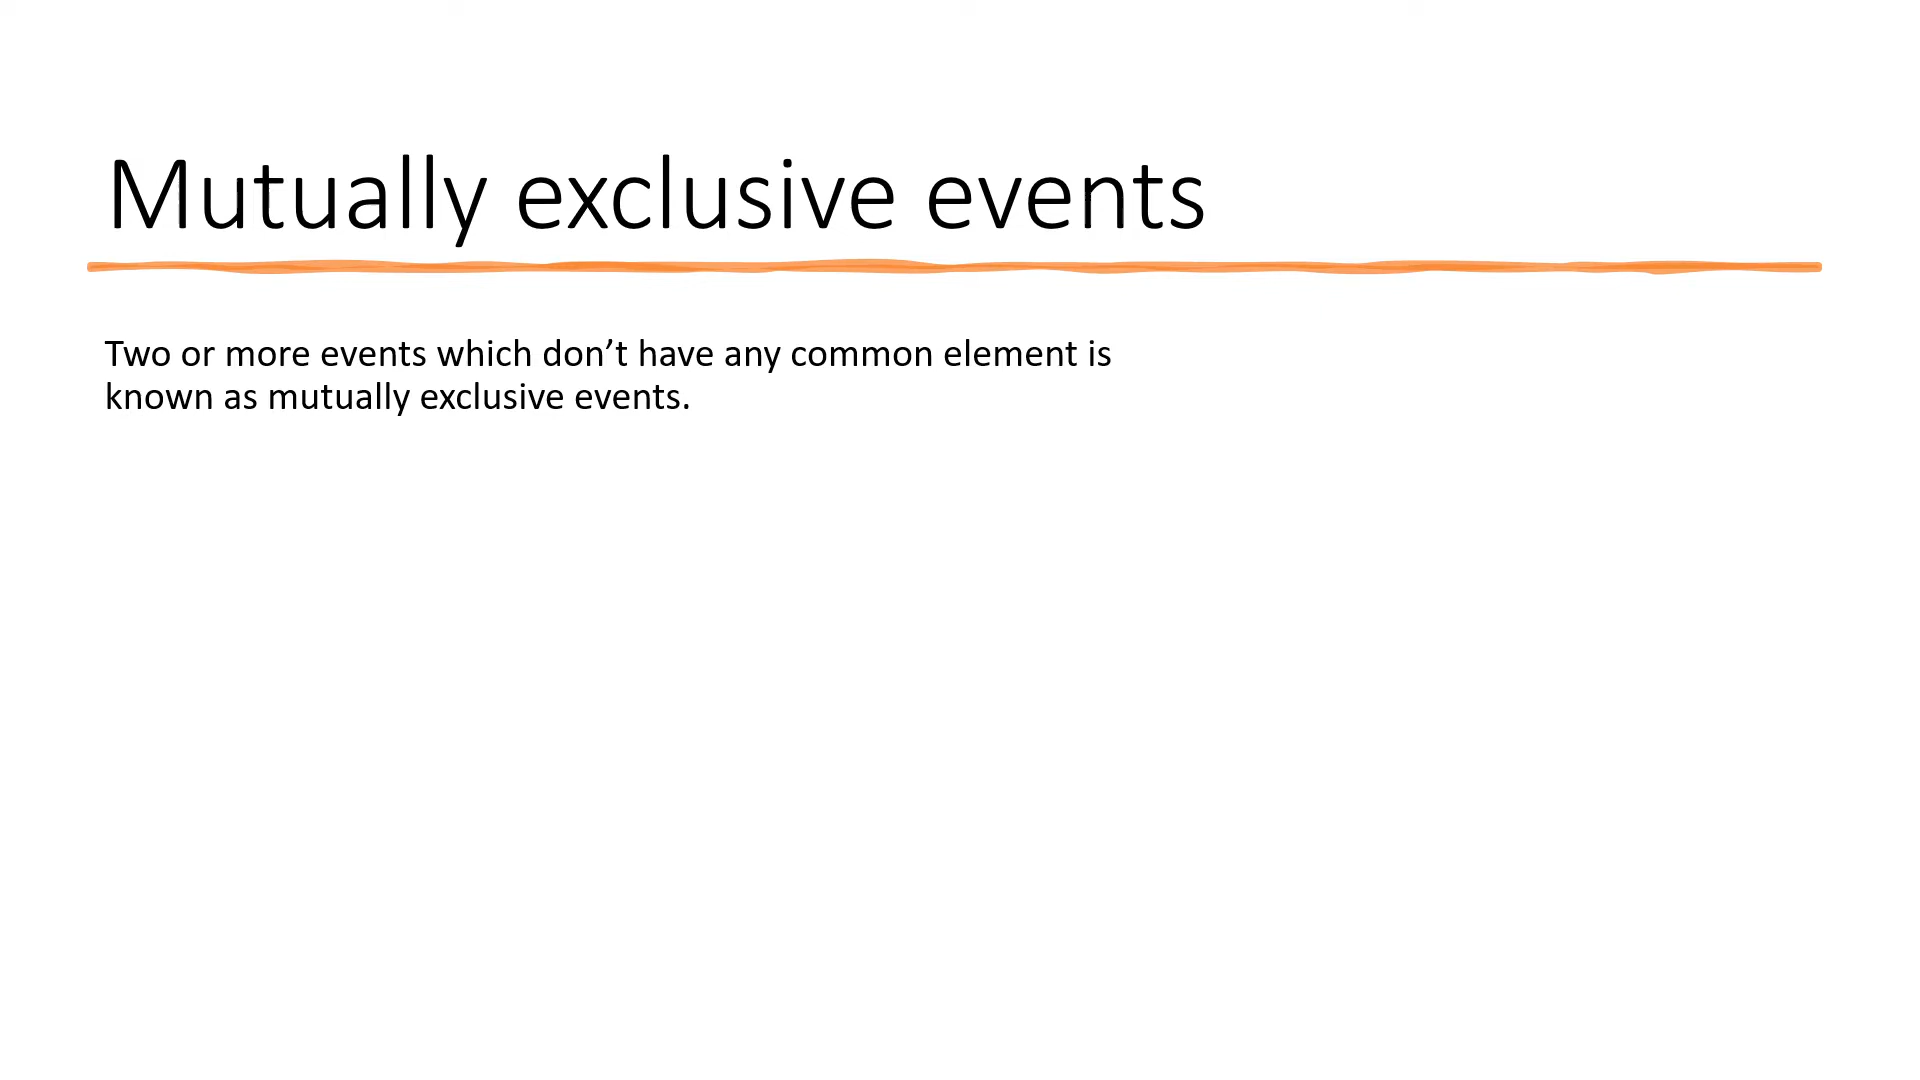 Mutually exclusive events
Two or more events which don’t have any common element is
known as mutually exclusive events.